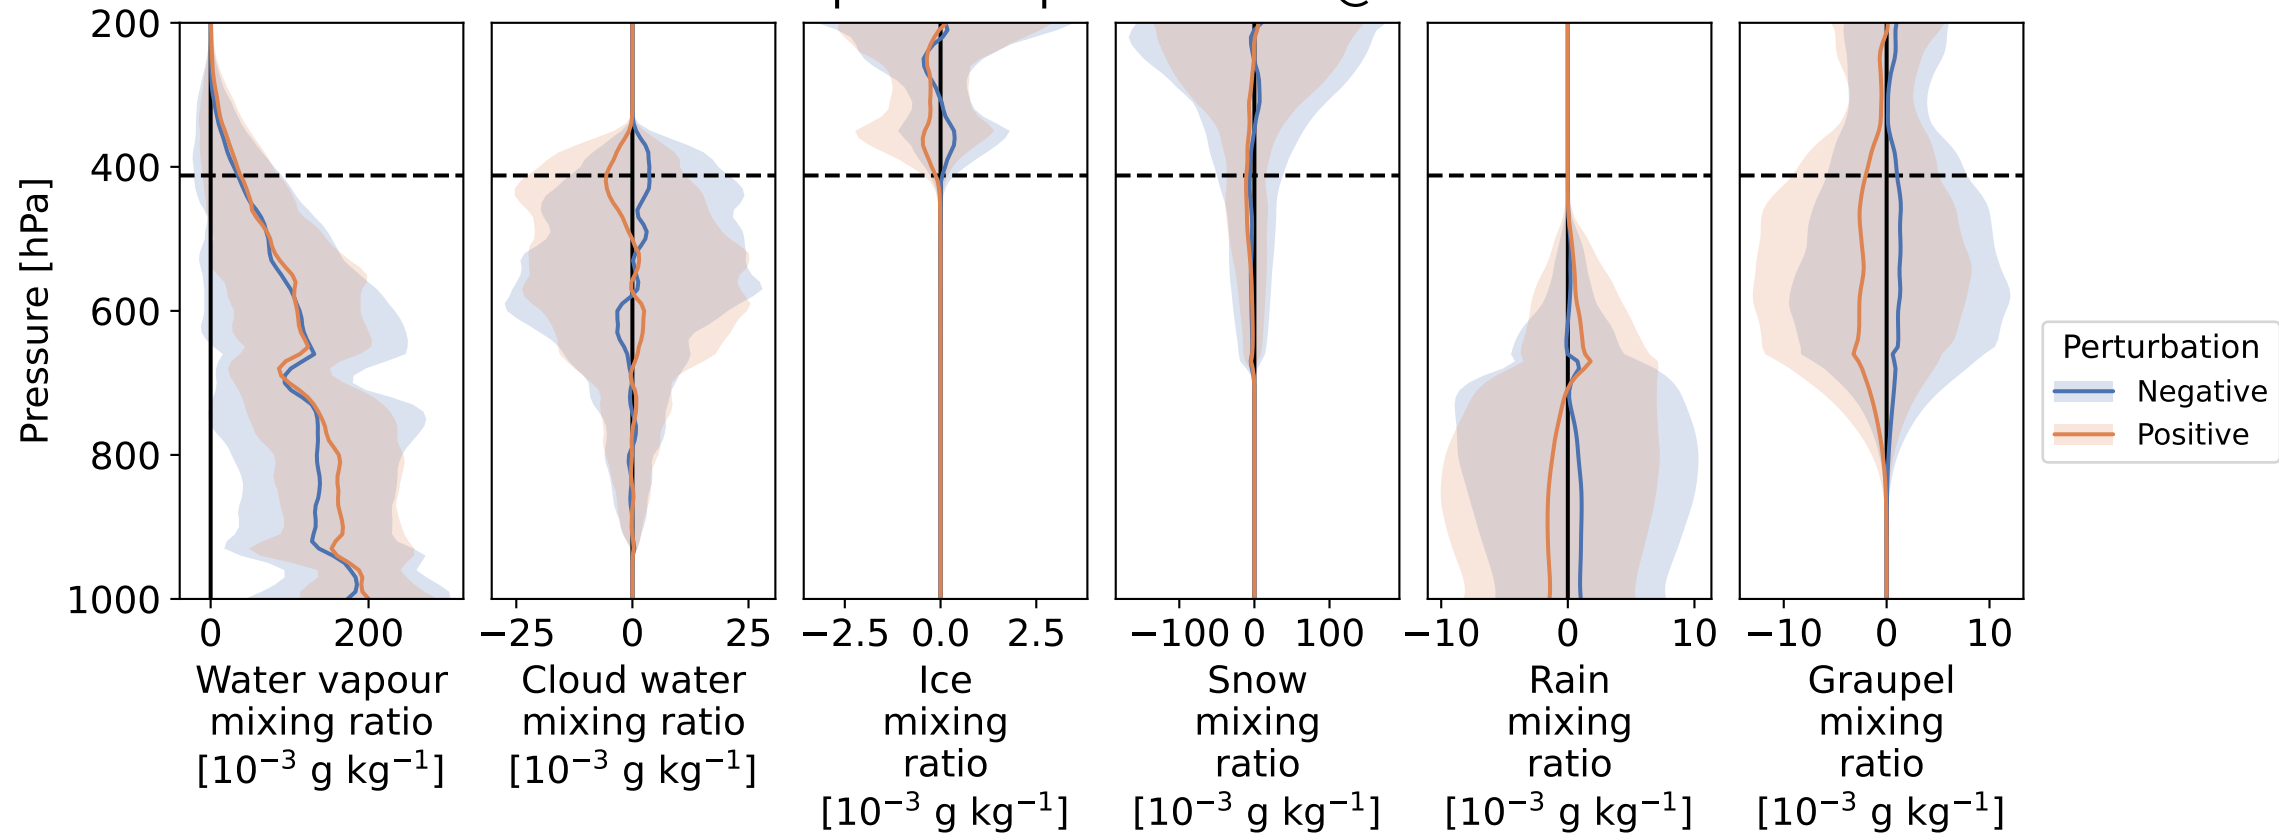 200
400
600
800
1000
Pressure [hPa]
0 200
−25 0 25
−2.5 0.0 2.5
−100 0 100
−10 0 10
−10 0 10
Water vapour
mixing ratio
[10⁻³ g kg⁻¹]
Cloud water
mixing ratio
[10⁻³ g kg⁻¹]
Ice
mixing
ratio
[10⁻³ g kg⁻¹]
Snow
mixing
ratio
[10⁻³ g kg⁻¹]
Rain
mixing
ratio
[10⁻³ g kg⁻¹]
Graupel
mixing
ratio
[10⁻³ g kg⁻¹]
Perturbation
Negative
Positive